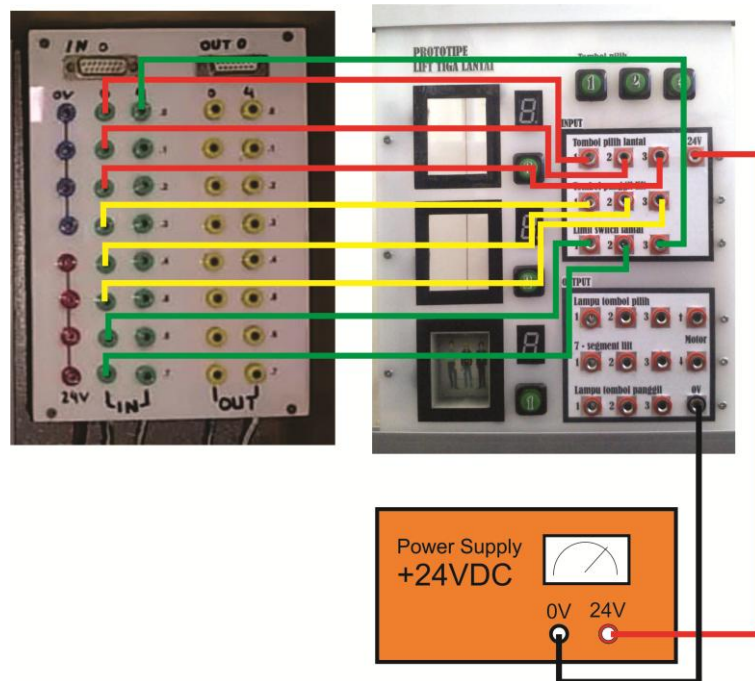 IN 0
OUT 0
0V
0 4
.0
.1
.2
.3
.4
.5
.6
.7
24V
IN
OUT
PROTOTIPE
LIFT TIGA LANTAI
Tombol pilih
1 2
INPUT
Tombol pilih lantai
24V
1 2 3
1 2 3
Limit switch lantai
1 2 3
OUTPUT
Lampu tombol pilih
1 2 3
Motor
7 - segment lift
1 2 3
Lampu tombol panggil
0V
1 2 3
1
Power Supply
+24VDC
0V 24V